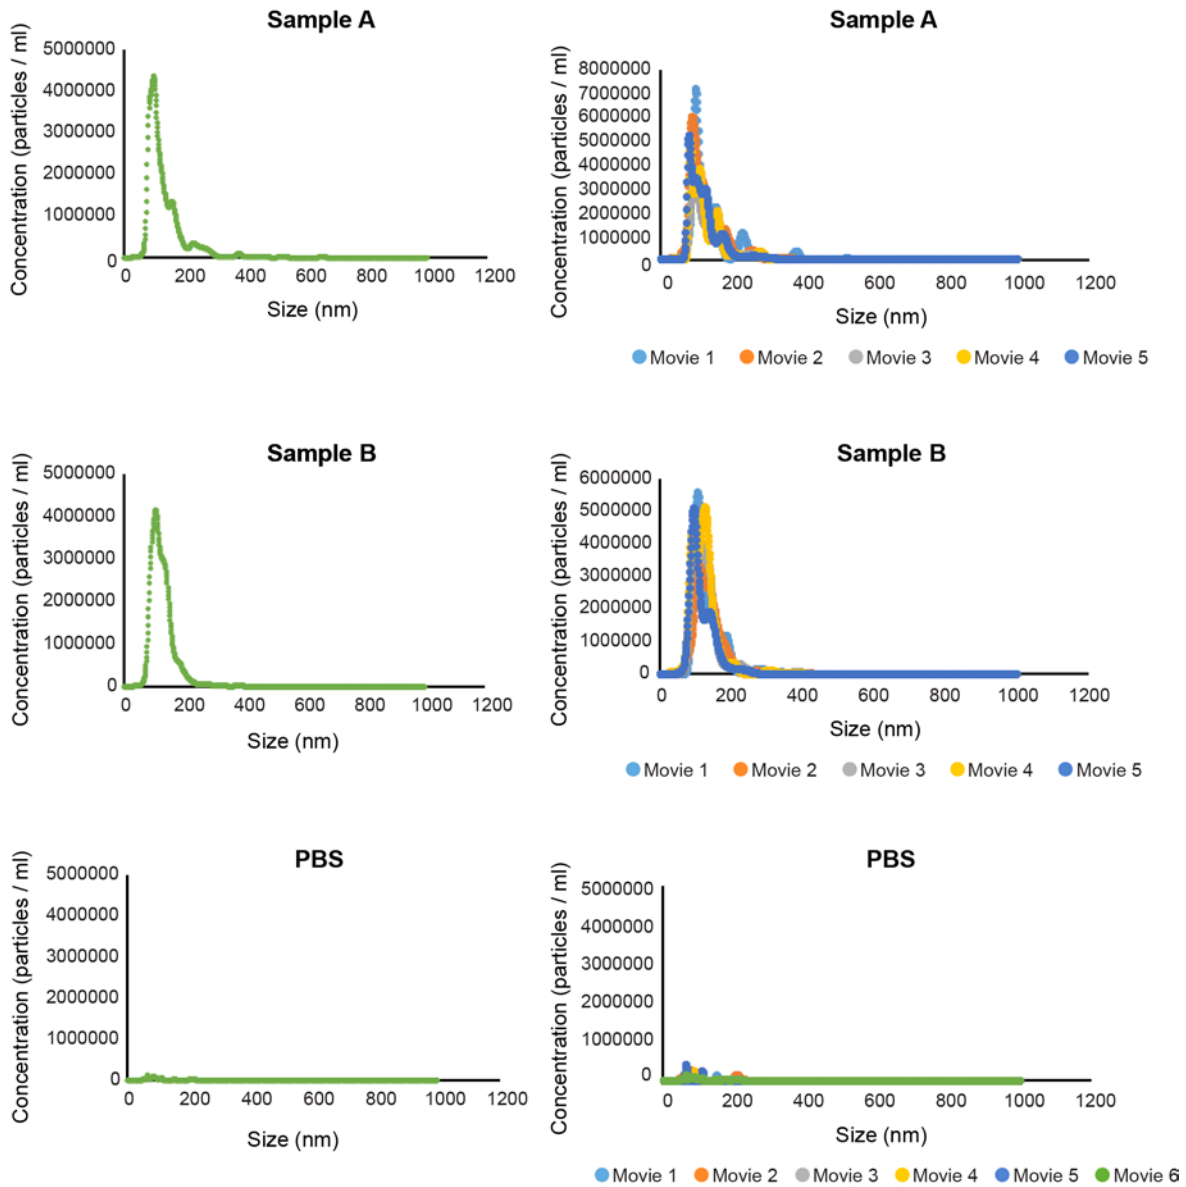 Sample A
Concentration (particles / ml)
5000000
4000000
3000000
2000000
1000000
0
0 200 400 600 800 1000 1200
Size (nm)
Sample A
Concentration (particles / ml)
8000000
7000000
6000000
5000000
4000000
3000000
2000000
1000000
0
0 200 400 600 800 1000 1200
Size (nm)
Movie 1 Movie 2 Movie 3 Movie 4 Movie 5
Sample B
Concentration (particles / ml)
5000000
4000000
3000000
2000000
1000000
0
0 200 400 600 800 1000 1200
Size (nm)
Sample B
Concentration (particles / ml)
6000000
5000000
4000000
3000000
2000000
1000000
0
0 200 400 600 800 1000 1200
Size (nm)
Movie 1 Movie 2 Movie 3 Movie 4 Movie 5
PBS
Concentration (particles / ml)
5000000
4000000
3000000
2000000
1000000
0
0 200 400 600 800 1000 1200
Size (nm)
PBS
Concentration (particles / ml)
5000000
4000000
3000000
2000000
1000000
0
0 200 400 600 800 1000 1200
Size (nm)
Movie 1 Movie 2 Movie 3 Movie 4 Movie 5 Movie 6